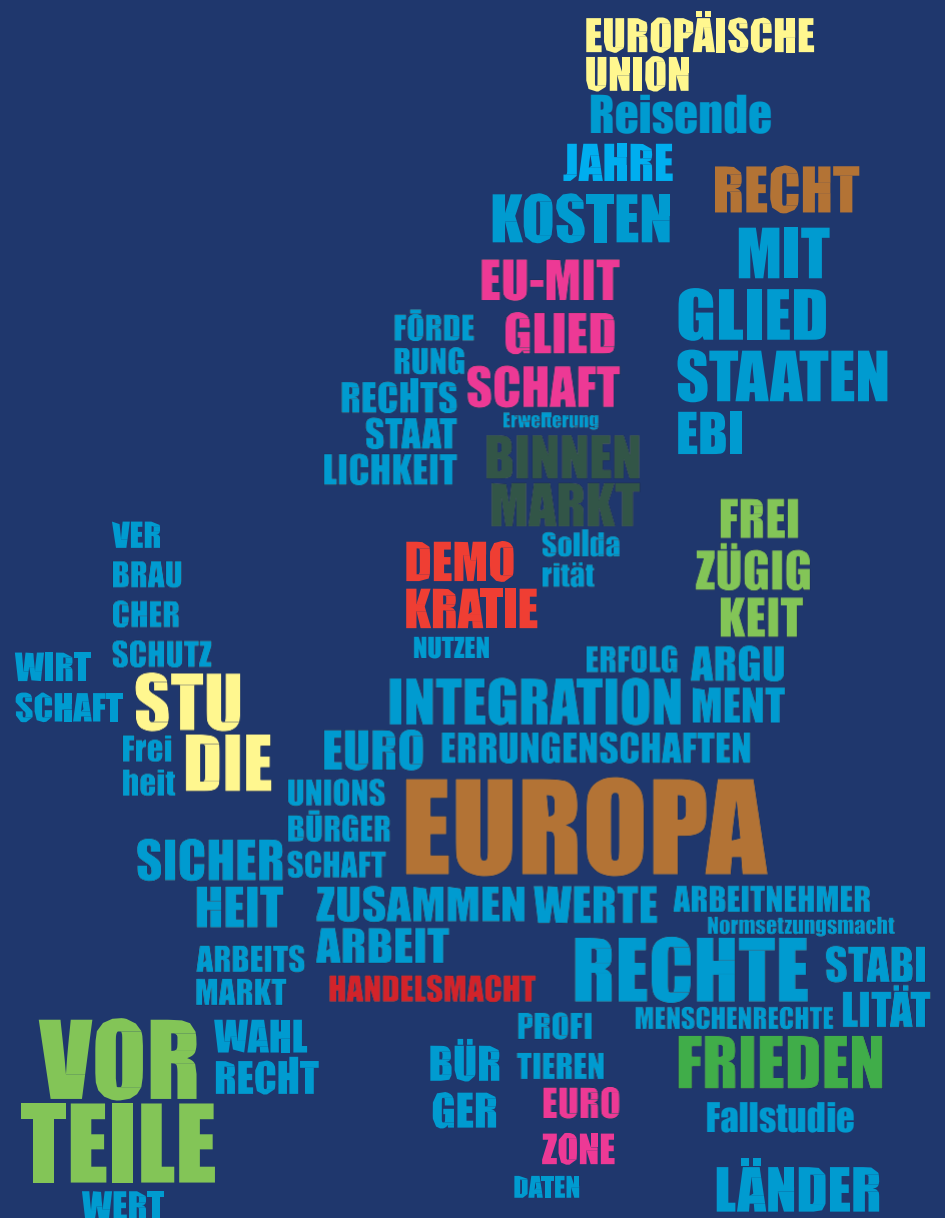 EUROPÄISCHE
UNION
Reisende
JAHRE
RECHT
KOSTEN
MIT
GLIED
STAATEN
EBI
EU-MIT
GLIED
SCHAFT
FÖRDE
RUNG
RECHTS
STAAT
LICHKEIT
Erweiterung
BINNEN
MARKT
Sollda
rität
FREI
ZÜGIG
KEIT
VER
BRAU
CHER
SCHUTZ
DEMO
KRATIE
NUTZEN
WIRT
SCHAFT
STU
DIE
Frei
heit
ERFOLG
ARGU
MENT
INTEGRATION
EURO
ERRUNGENSCHAFTEN
UNIONS
BÜRGER
SCHAFT
EUROPA
SICHER
HEIT
ZUSAMMEN
ARBEIT
WERTE
ARBEITNEHMER
Normsetzungsmacht
ARBEITS
MARKT
HANDELSMACHT
RECHTE
STABI
LITÄT
MENSCHENRECHTE
PROFI
TIEREN
VOR
TEILE
WAHL
RECHT
BÜR
GER
FRIEDEN
EURO
ZONE
Fallstudie
DATEN
LÄNDER
WERT